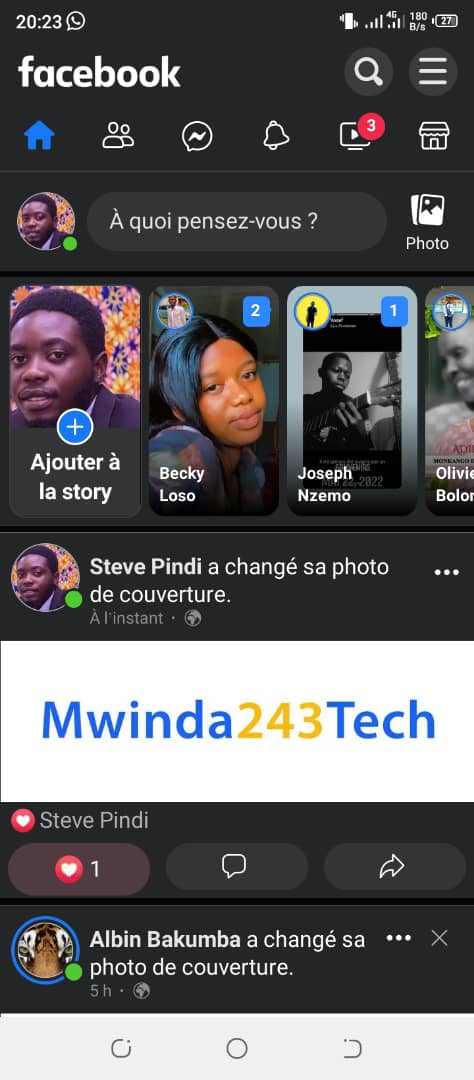 20:23
4G
180
B/s
27
facebook
3
À quoi pensez-vous ?
Photo
2
1
Ajouter à
la story
Becky
Loso
Joseph
Nzemo
Olivie
Bolon
Steve Pindi a changé sa photo
de couverture.
À l'instant ·
Mwinda243Tech
Steve Pindi
1
Albin Bakumba a changé sa
photo de couverture.
5 h ·